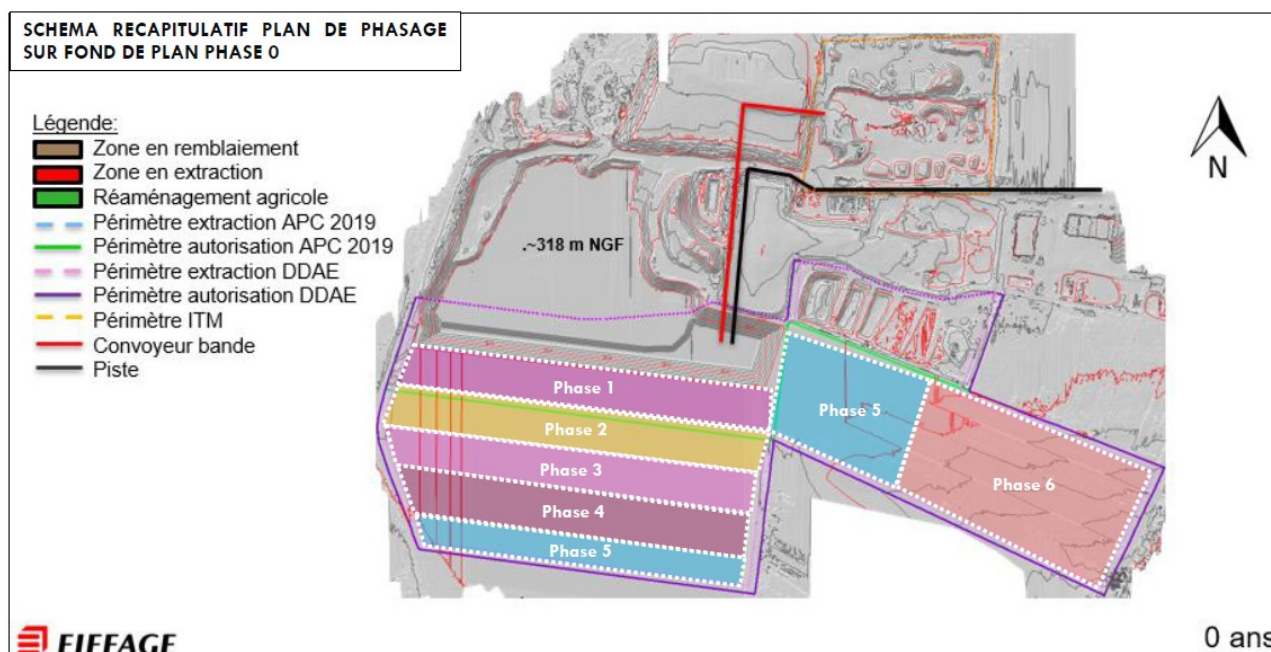 SCHEMA RECAPITULATIF PLAN DE PHASAGE
SUR FOND DE PLAN PHASE 0
Légende:
Zone en remblaiement
Zone en extraction
Réaménagement agricole
Périmètre extraction APC 2019
Périmètre autorisation APC 2019
Périmètre extraction DDAE
Périmètre autorisation DDAE
Périmètre ITM
Convoyeur bande
Piste
.~318 m NGF
N
Phase 1
Phase 2
Phase 3
Phase 4
Phase 5
Phase 5
Phase 6
EIFFAGE
0 ans